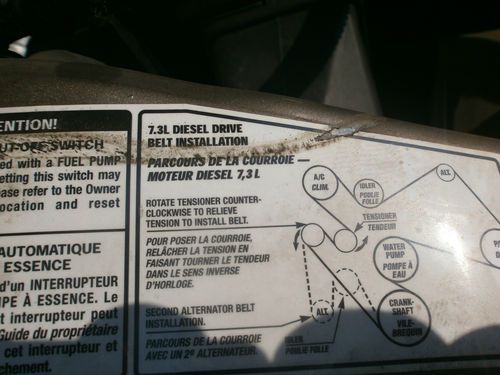 ENTION!
UT-OFF SWITCH
ed with a FUEL PUMP
etting this switch may
ease refer to the Owner
ocation and reset
AUTOMATIQUE
ESSENCE
d'un INTERRUPTEUR
PE À ESSENCE. Le
t interrupteur peut
Guide du propriétaire
cet interrupteur et
chement.
7.3L DIESEL DRIVE
BELT INSTALLATION
PARCOURS DE LA COURROIE —
MOTEUR DIESEL 7,3 L
ROTATE TENSIONER COUNTER-
CLOCKWISE TO RELIEVE
TENSION TO INSTALL BELT.
POUR POSER LA COURROIE,
RELÂCHER LA TENSION EN
FAISANT TOURNER LE TENDEUR
DANS LE SENS INVERSE
D'HORLOGE.
SECOND ALTERNATOR BELT
INSTALLATION.
PARCOURS DE LA COURROIE
AVEC UN 2e ALTERNATEUR.
A/C
CLIM.
IDLER
POULIE
FOLLE
ALT.
TENSIONER
TENDEUR
WATER
PUMP
POMPE À
EAU
CRANK-
SHAFT
VILE-
BREQUIN
ALT.
IDLER
POULIE FOLLE